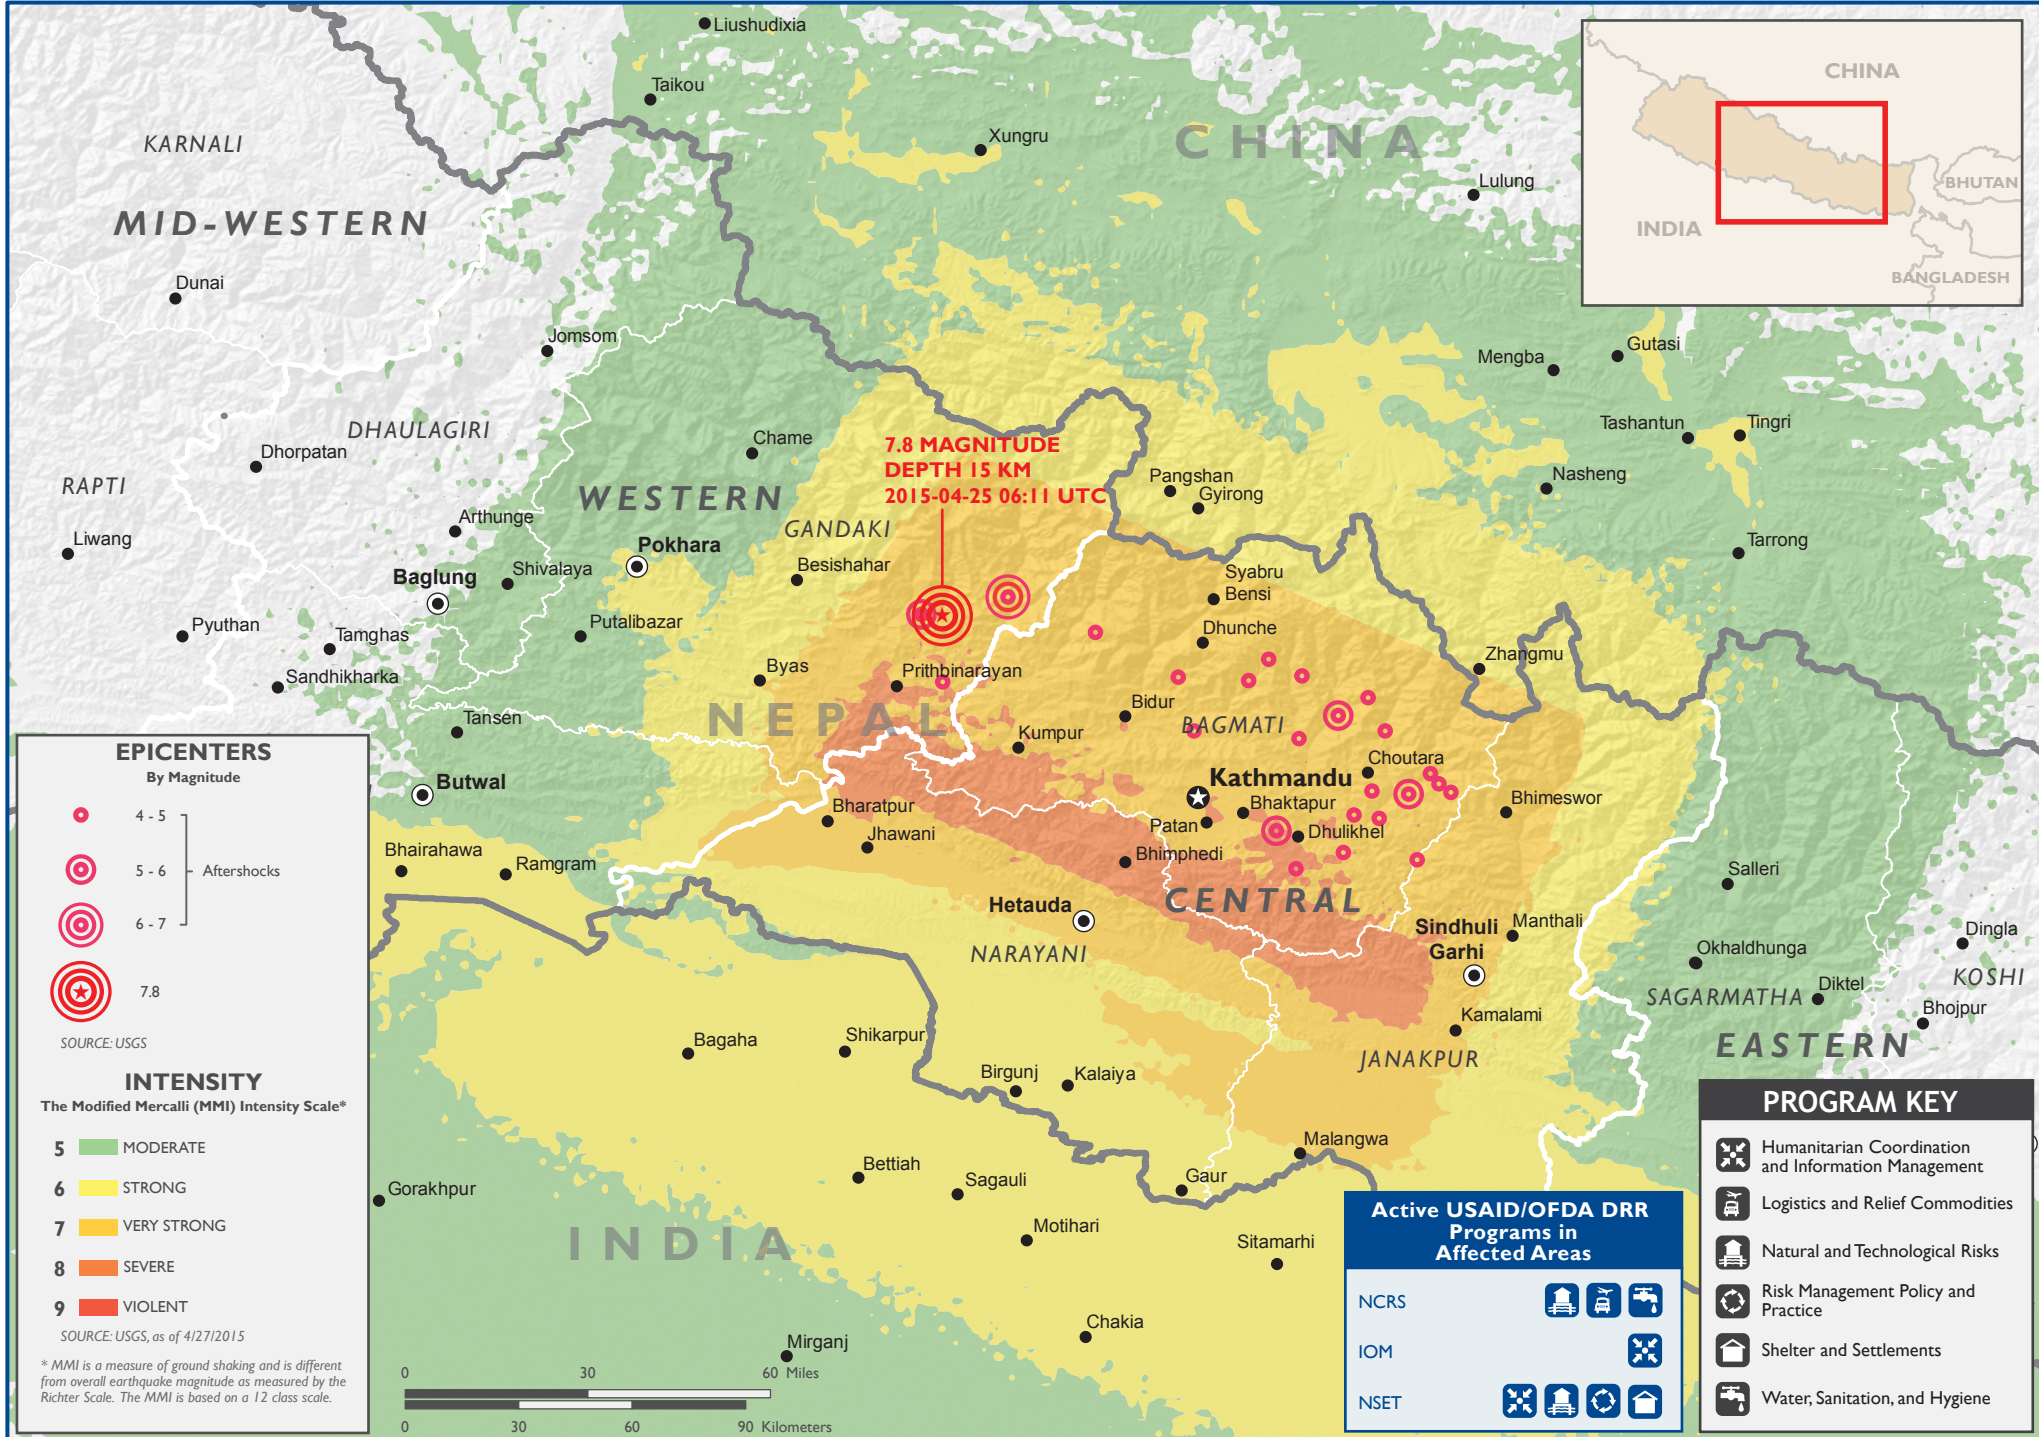 Liushudixia
Taikou
Xungru
CHINA
Lulung
KARNALI
MID-WESTERN
Dunai
Jomsom
CHINA
BHUTAN
INDIA
BANGLADESH
Mengba
Gutasi
Tashantun
Tingri
Nasheng
Tarrong
DHAULAGIRI
Dhorpatan
RAPTI
Liwang
Arthunge
Baglung
Shivalaya
Pyuthan
Tamghas
Sandhikharka
Tansen
Butwal
Chame
WESTERN
GANDAKI
Pokhara
Besishahar
Putalibazar
Byas
7.8 MAGNITUDE
DEPTH 15 KM
2015-04-25 06:11 UTC
Pangshan
Gyirong
Syabru
Bensi
Dhunche
Zhangmu
Prithbinarayan
NEPAL
Kumpur
Bidur
BAGMATI
Choutara
Kathmandu
Bhaktapur
Patan
Dhulikhel
Bhimeswor
Bharatpur
Jhawani
Bhimphedi
Bhairahawa
Ramgram
Hetauda
CENTRAL
NARAYANI
Sindhuli
Garhi
Manthali
Salleri
Okhaldhunga
Dingla
KOSHI
SAGARMATHA
Diktel
Bhojpur
EASTERN
Kamalami
JANAKPUR
Bagaha
Shikarpur
Birgunj
Kalaiya
Malangwa
Gaur
Bettiah
Sagauli
Gorakhpur
INDIA
Motihari
Sitamarhi
Chakia
Mirganj
EPICENTERS
By Magnitude
4 - 5
5 - 6
Aftershocks
6 - 7
7.8
SOURCE: USGS
INTENSITY
The Modified Mercalli (MMI) Intensity Scale*
5 MODERATE
6 STRONG
7 VERY STRONG
8 SEVERE
9 VIOLENT
SOURCE: USGS, as of 4/27/2015
* MMI is a measure of ground shaking and is different
from overall earthquake magnitude as measured by the
Richter Scale. The MMI is based on a 12 class scale.
0 30 60 Miles
0 30 60 90 Kilometers
Active USAID/OFDA DRR
Programs in
Affected Areas
NCRS
IOM
NSET
PROGRAM KEY
Humanitarian Coordination
and Information Management
Logistics and Relief Commodities
Natural and Technological Risks
Risk Management Policy and
Practice
Shelter and Settlements
Water, Sanitation, and Hygiene